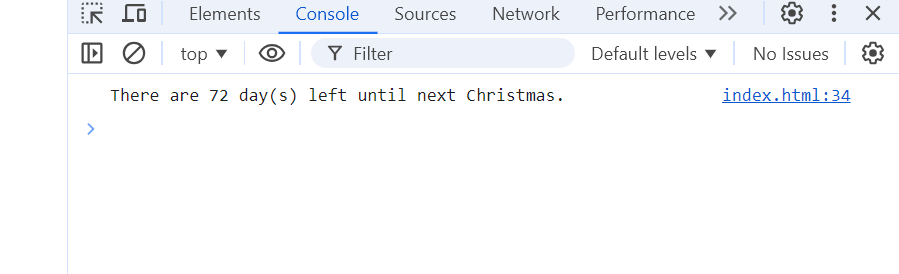 Elements Console Sources Network Performance
top Filter Default levels No Issues
There are 72 day(s) left until next Christmas. index.html:34